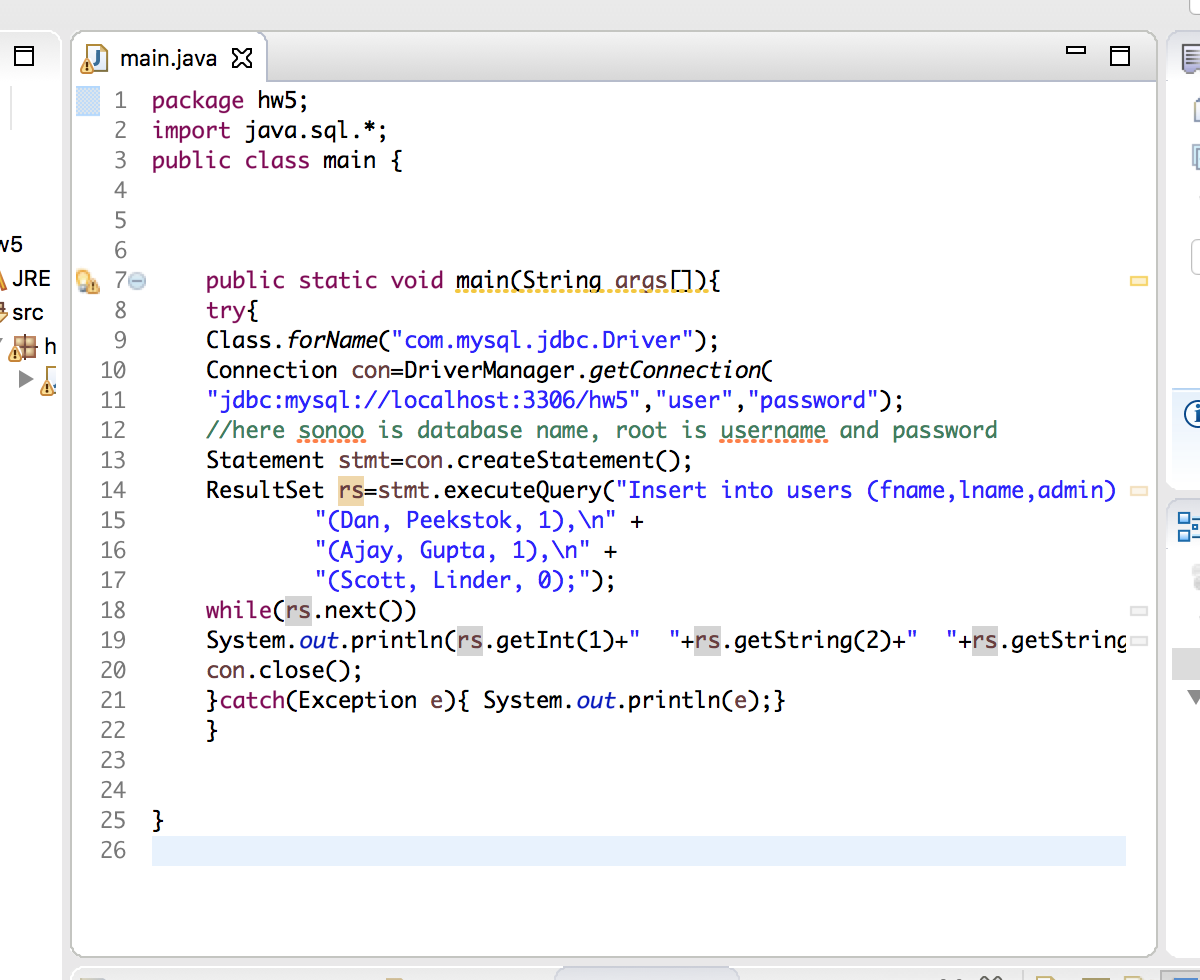 main.java
1 package hw5;
2 import java.sql.*;
3 public class main {
4
5
6
w5
JRE
src
h
7 public static void main(String args[]){
8 try{
9 Class.forName("com.mysql.jdbc.Driver");
10 Connection con=DriverManager.getConnection(
11 "jdbc:mysql://localhost:3306/hw5","user","password");
12 //here sonoo is database name, root is username and password
13 Statement stmt=con.createStatement();
14 ResultSet rs=stmt.executeQuery("Insert into users (fname,lname,admin)
15 "(Dan, Peekstok, 1),\n" +
16 "(Ajay, Gupta, 1),\n" +
17 "(Scott, Linder, 0);");
18 while(rs.next())
19 System.out.println(rs.getInt(1)+"  "+rs.getString(2)+"  "+rs.getString
20 con.close();
21 }catch(Exception e){ System.out.println(e);}
22 }
23
24
25 }
26